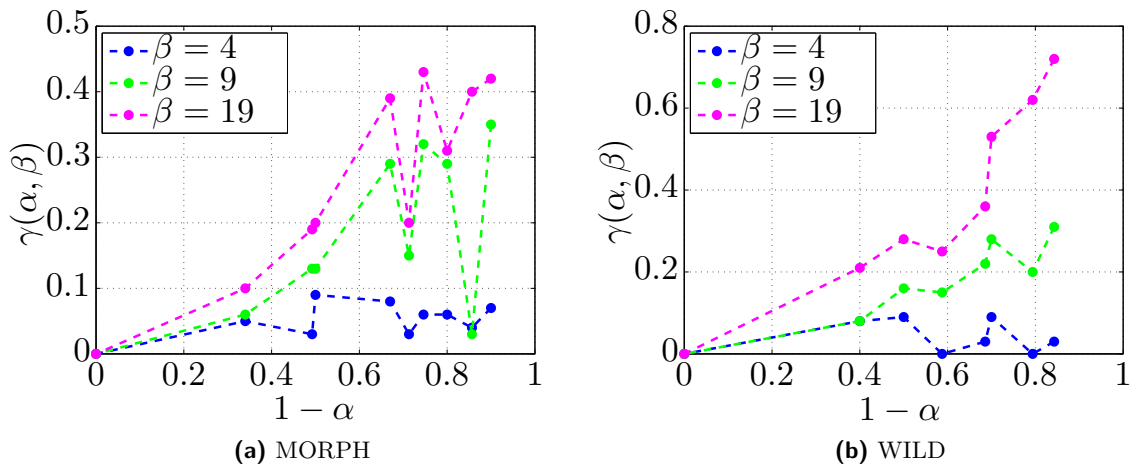 0.5
0.4
0.3
0.2
0.1
0
γ(α, β)
β = 4
β = 9
β = 19
0 0.2 0.4 0.6 0.8 1
1 − α
(a) MORPH
0.8
0.6
0.4
0.2
0
γ(α, β)
β = 4
β = 9
β = 19
0 0.2 0.4 0.6 0.8 1
1 − α
(b) WILD